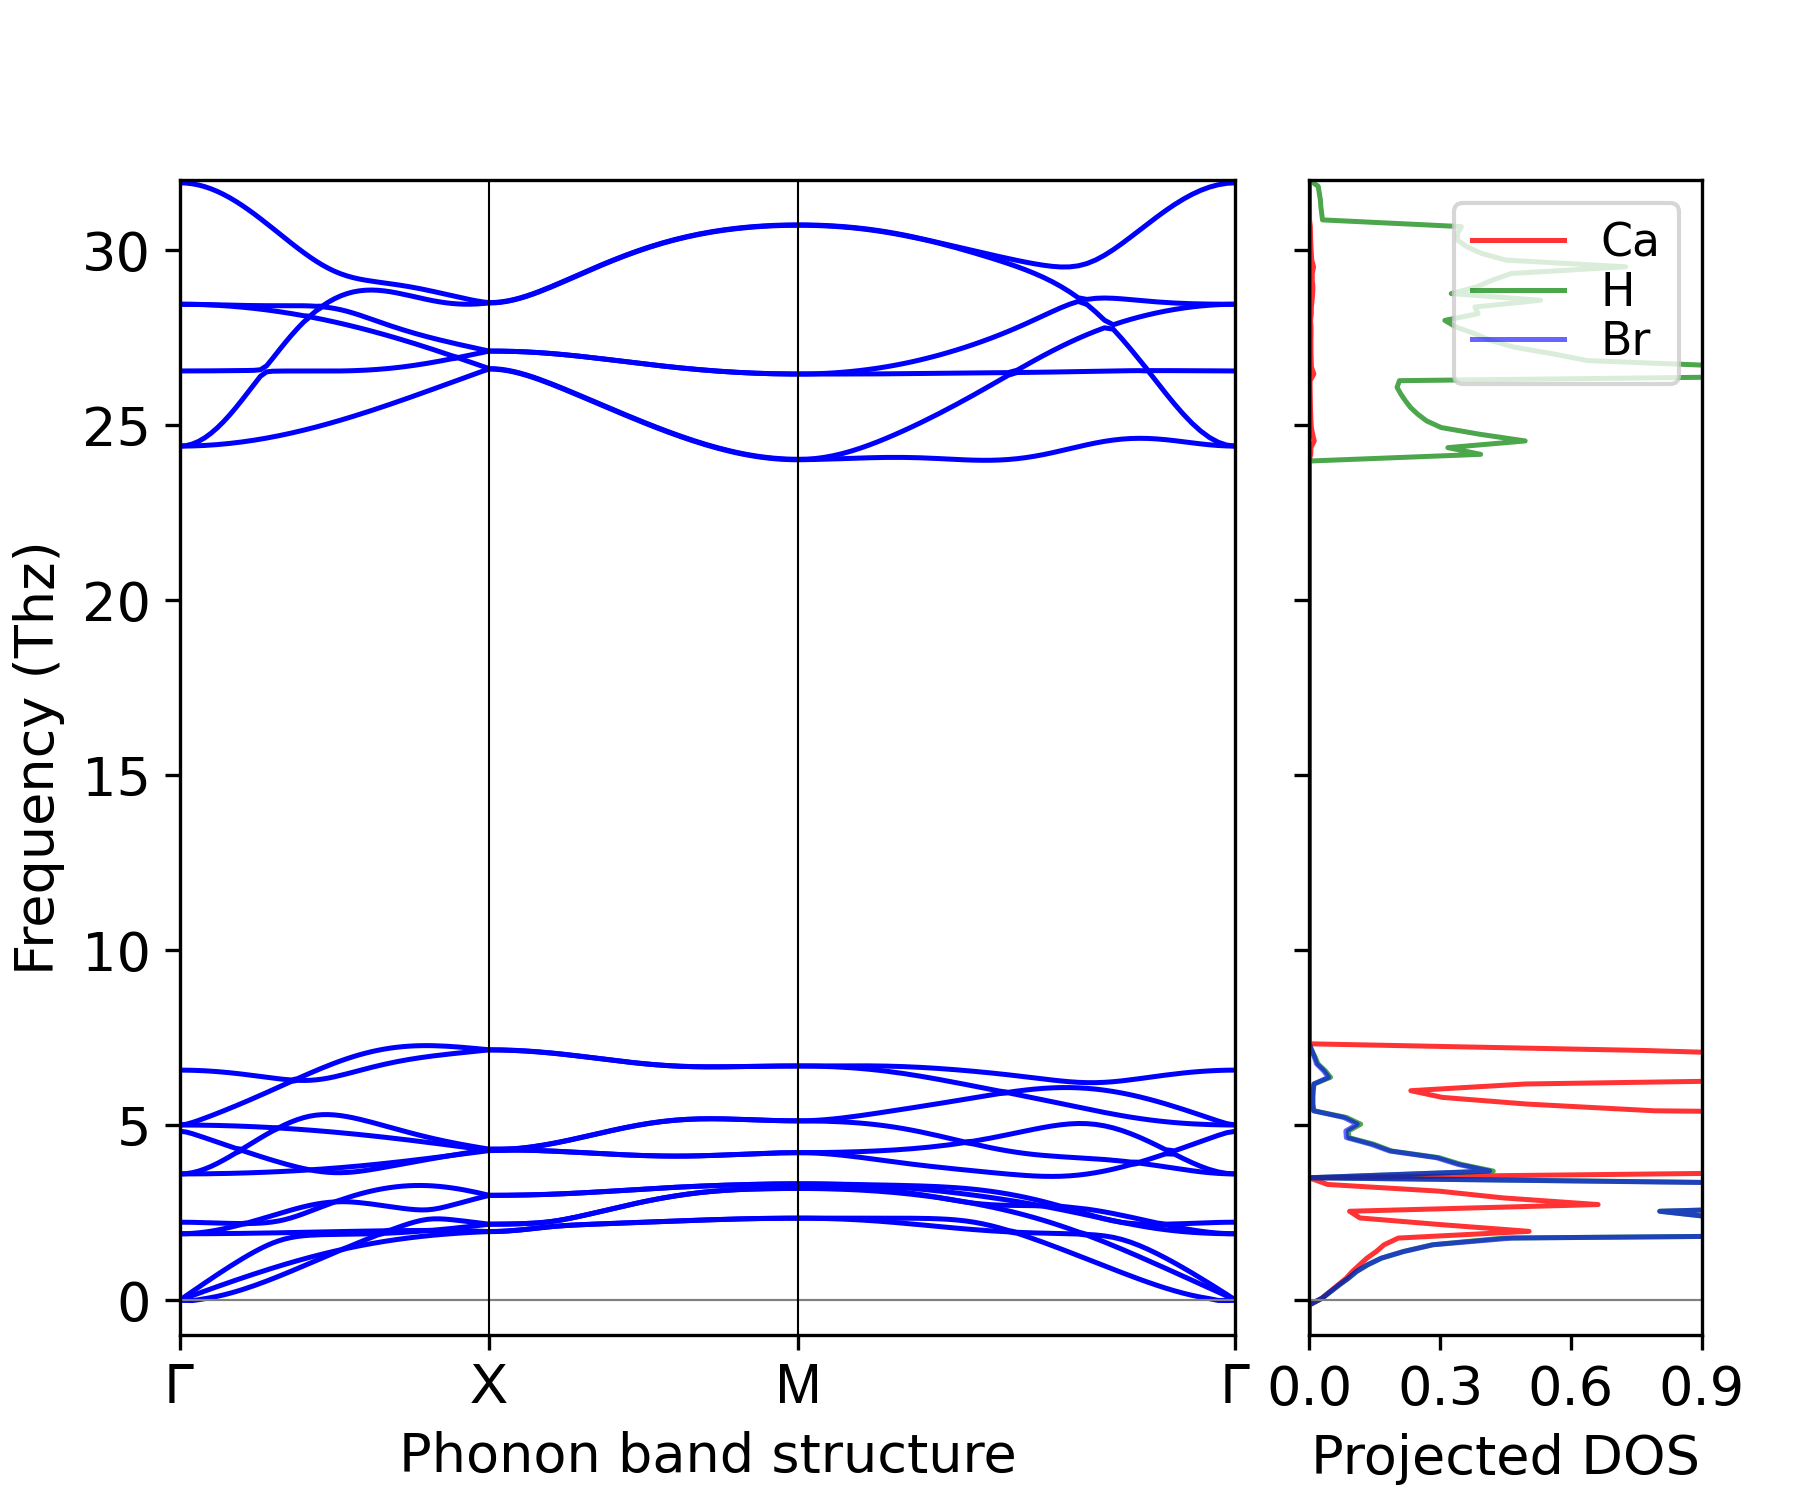 Frequency (Thz)
30
25
20
15
10
5
0
Γ
X
M
Γ
Phonon band structure
Ca
H
Br
0.0
0.3
0.6
0.9
Projected DOS